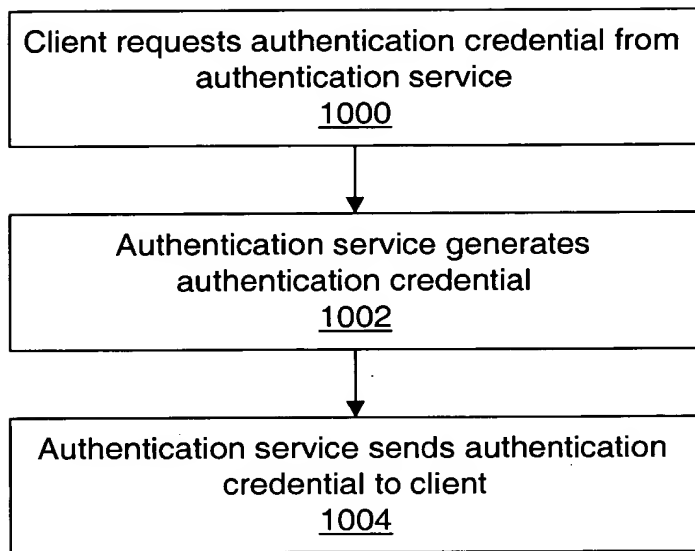 Client requests authentication credential from
authentication service
1000
Authentication service generates
authentication credential
1002
Authentication service sends authentication
credential to client
1004